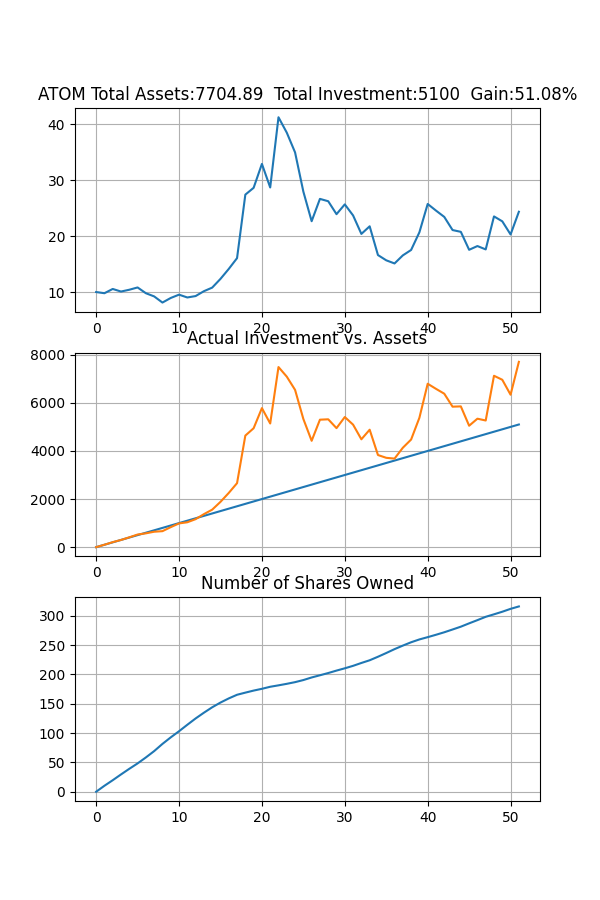 ATOM Total Assets:7704.89  Total Investment:5100  Gain:51.08%
40
30
20
10
0 10 20 30 40 50
Actual Investment vs. Assets
8000
6000
4000
2000
0
0 10 20 30 40 50
Number of Shares Owned
300
250
200
150
100
50
0
0 10 20 30 40 50